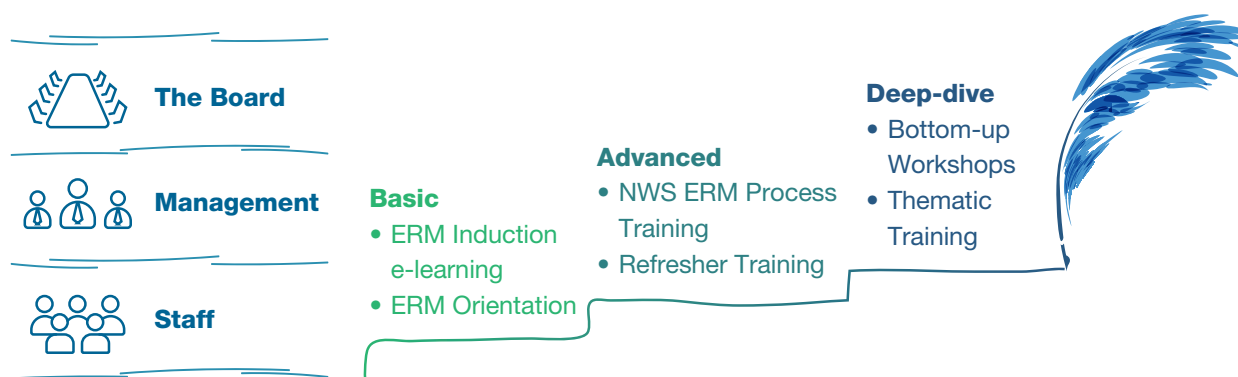 The Board
Management
Staff
Basic
• ERM Induction
e-learning
• ERM Orientation
Advanced
• NWS ERM Process
Training
• Refresher Training
Deep-dive
• Bottom-up
Workshops
• Thematic
Training